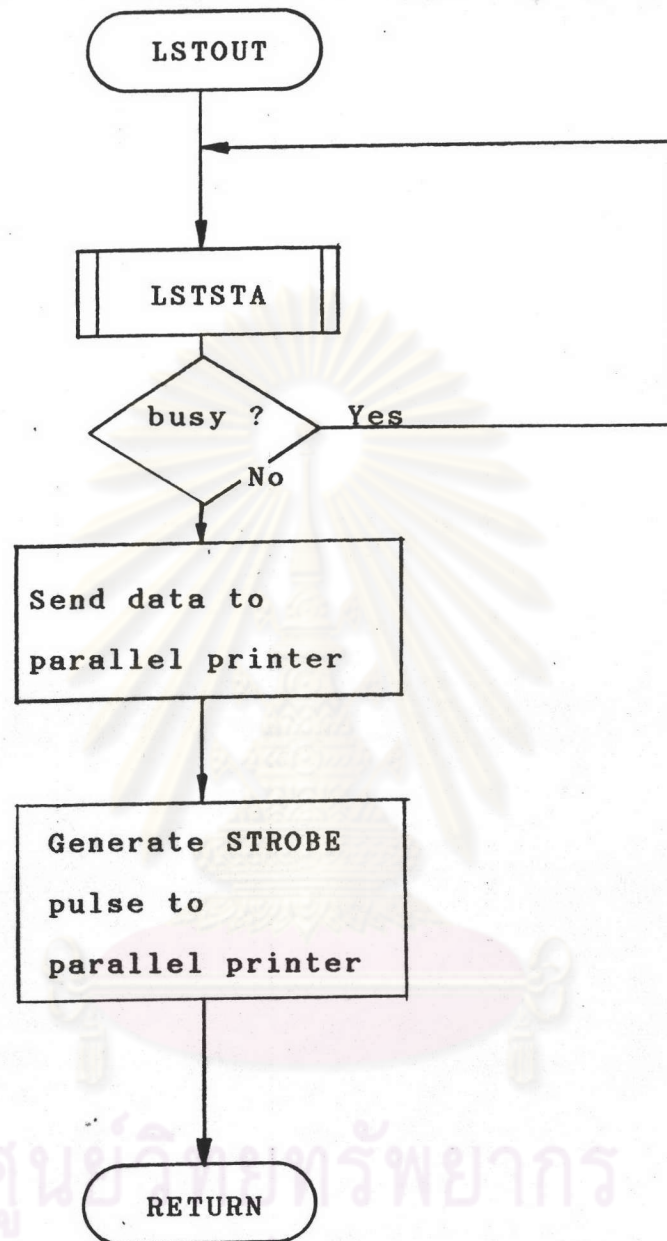 LSTOUT
LSTSTA
busy ?
Yes
No
Send data to
parallel printer
Generate STROBE
pulse to
parallel printer
ศูนย์วิทยทรัพยากร
RETURN